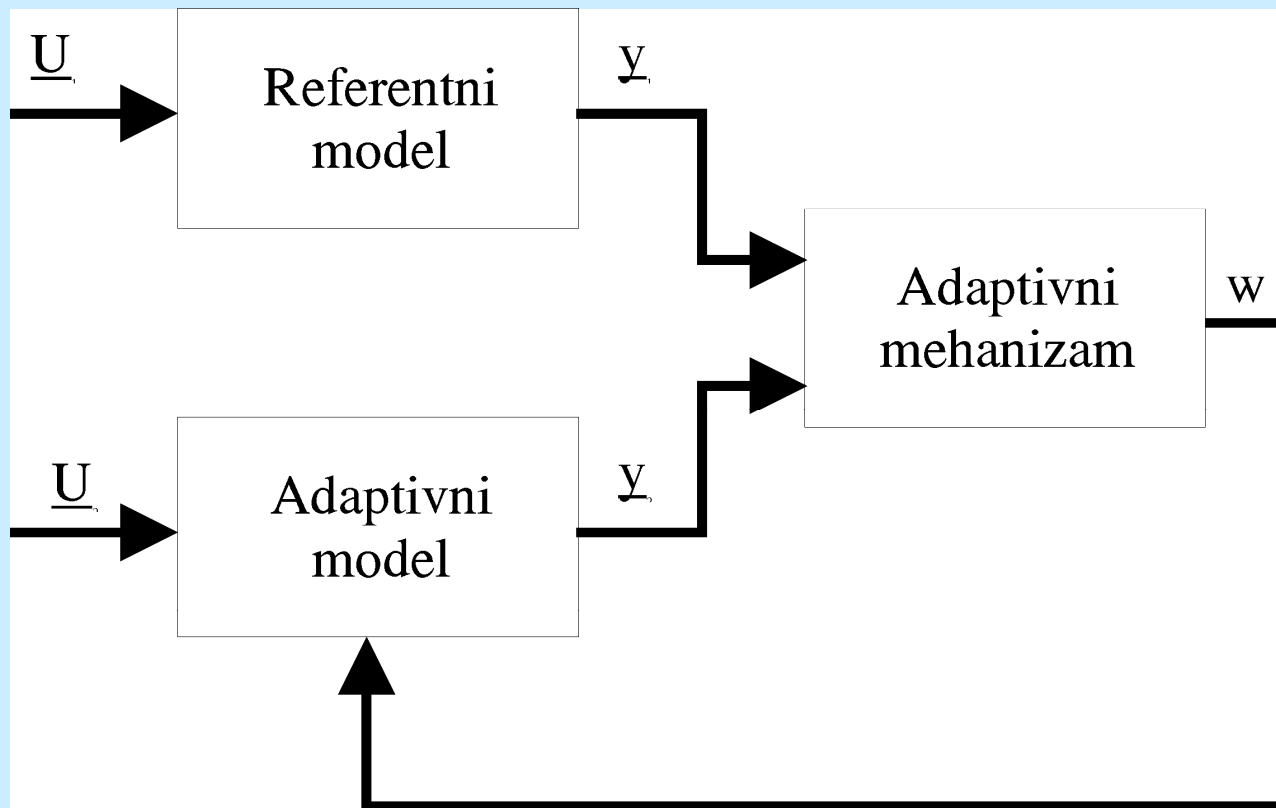 U
Referentni
model
y
Adaptivni
mehanizam
w
U
Adaptivni
model
y